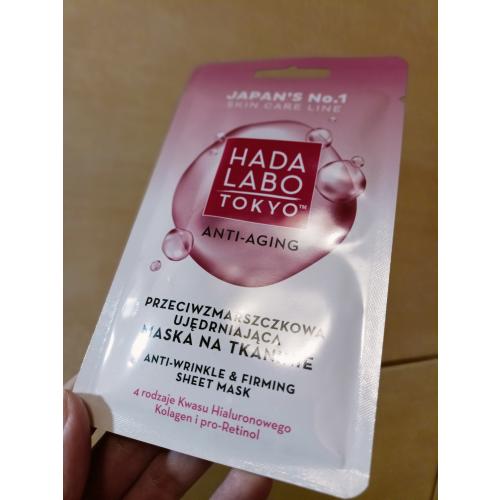 JAPAN'S No.1
SKIN CARE LINE
HADA
LABO
TOKYO™
ANTI-AGING
PRZECIWZMARSZCZKOWA
UJĘDRNIAJĄCA
MASKA NA TKANINIE
ANTI-WRINKLE & FIRMING
SHEET MASK
4 rodzaje Kwasu Hialuronowego
Kolagen i pro-Retinol